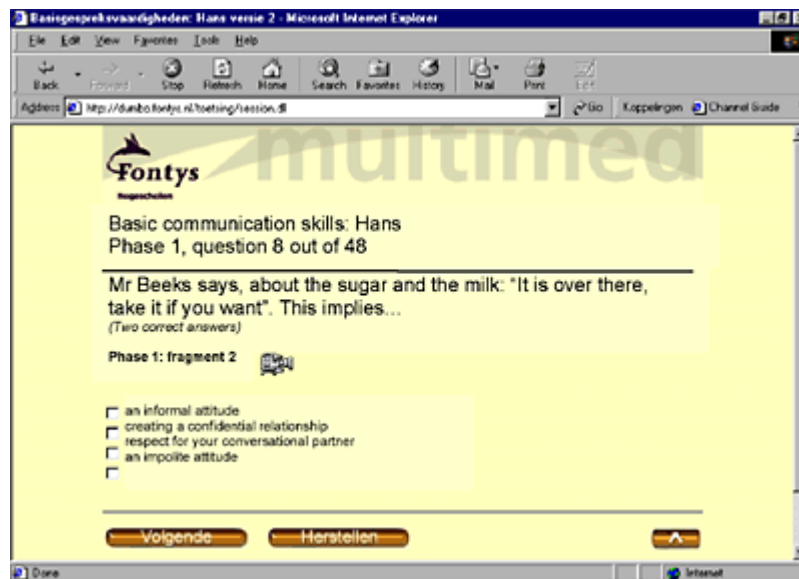 Basisgespreksvaardigheden: Hans versie 2 - Microsoft Internet Explorer
File Edit View Favorites Tools Help
Back Forward Stop Refresh Home Search Favorites History Mail Print Edit
Address http://dumbo.fontys.nl/toetsing/session.dl Go Koppelingen Channel Guide
multimed
Fontys
Hogescholen
Basic communication skills: Hans
Phase 1, question 8 out of 48
Mr Beeks says, about the sugar and the milk: “It is over there,
take it if you want”. This implies...
(Two correct answers)
Phase 1: fragment 2
an informal attitude
creating a confidential relationship
respect for your conversational partner
an impolite attitude
Volgende Herstellen
Done Internet